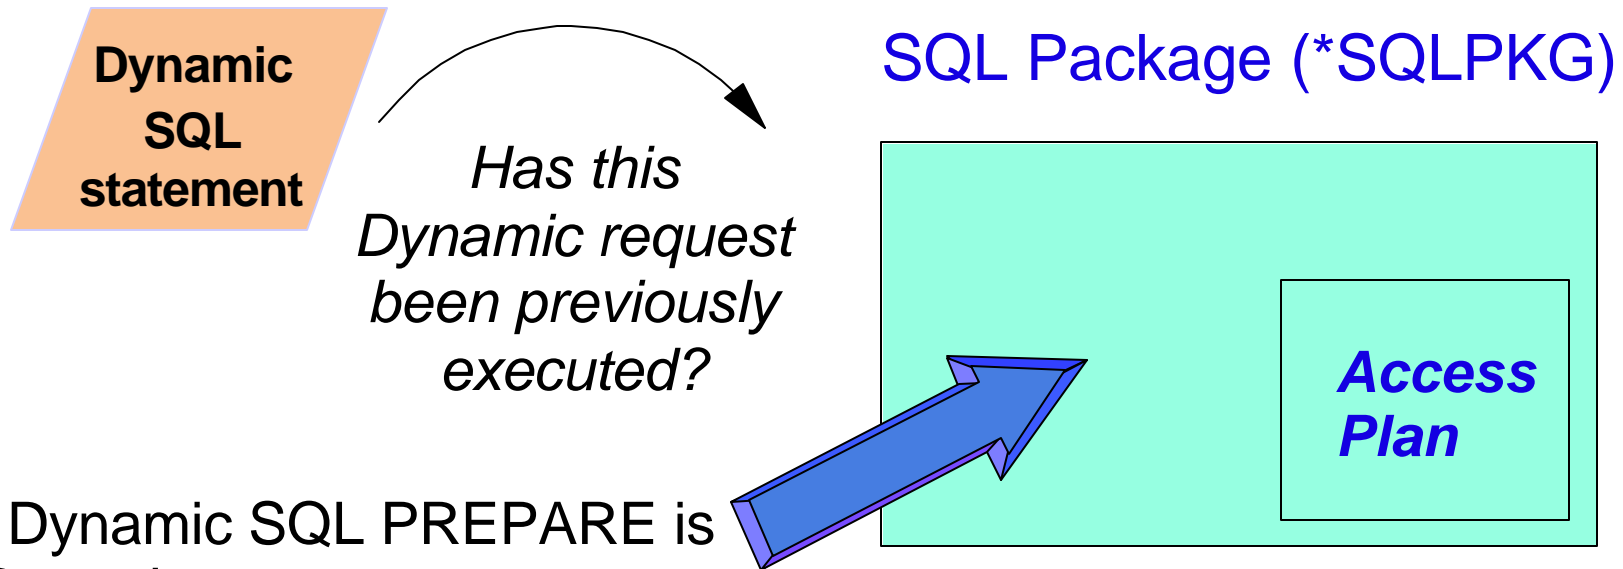 Dynamic
SQL
statement
SQL Package (*SQLPKG)
Has this
Dynamic request
been previously
executed?
Access
Plan
Dynamic SQL PREPARE is